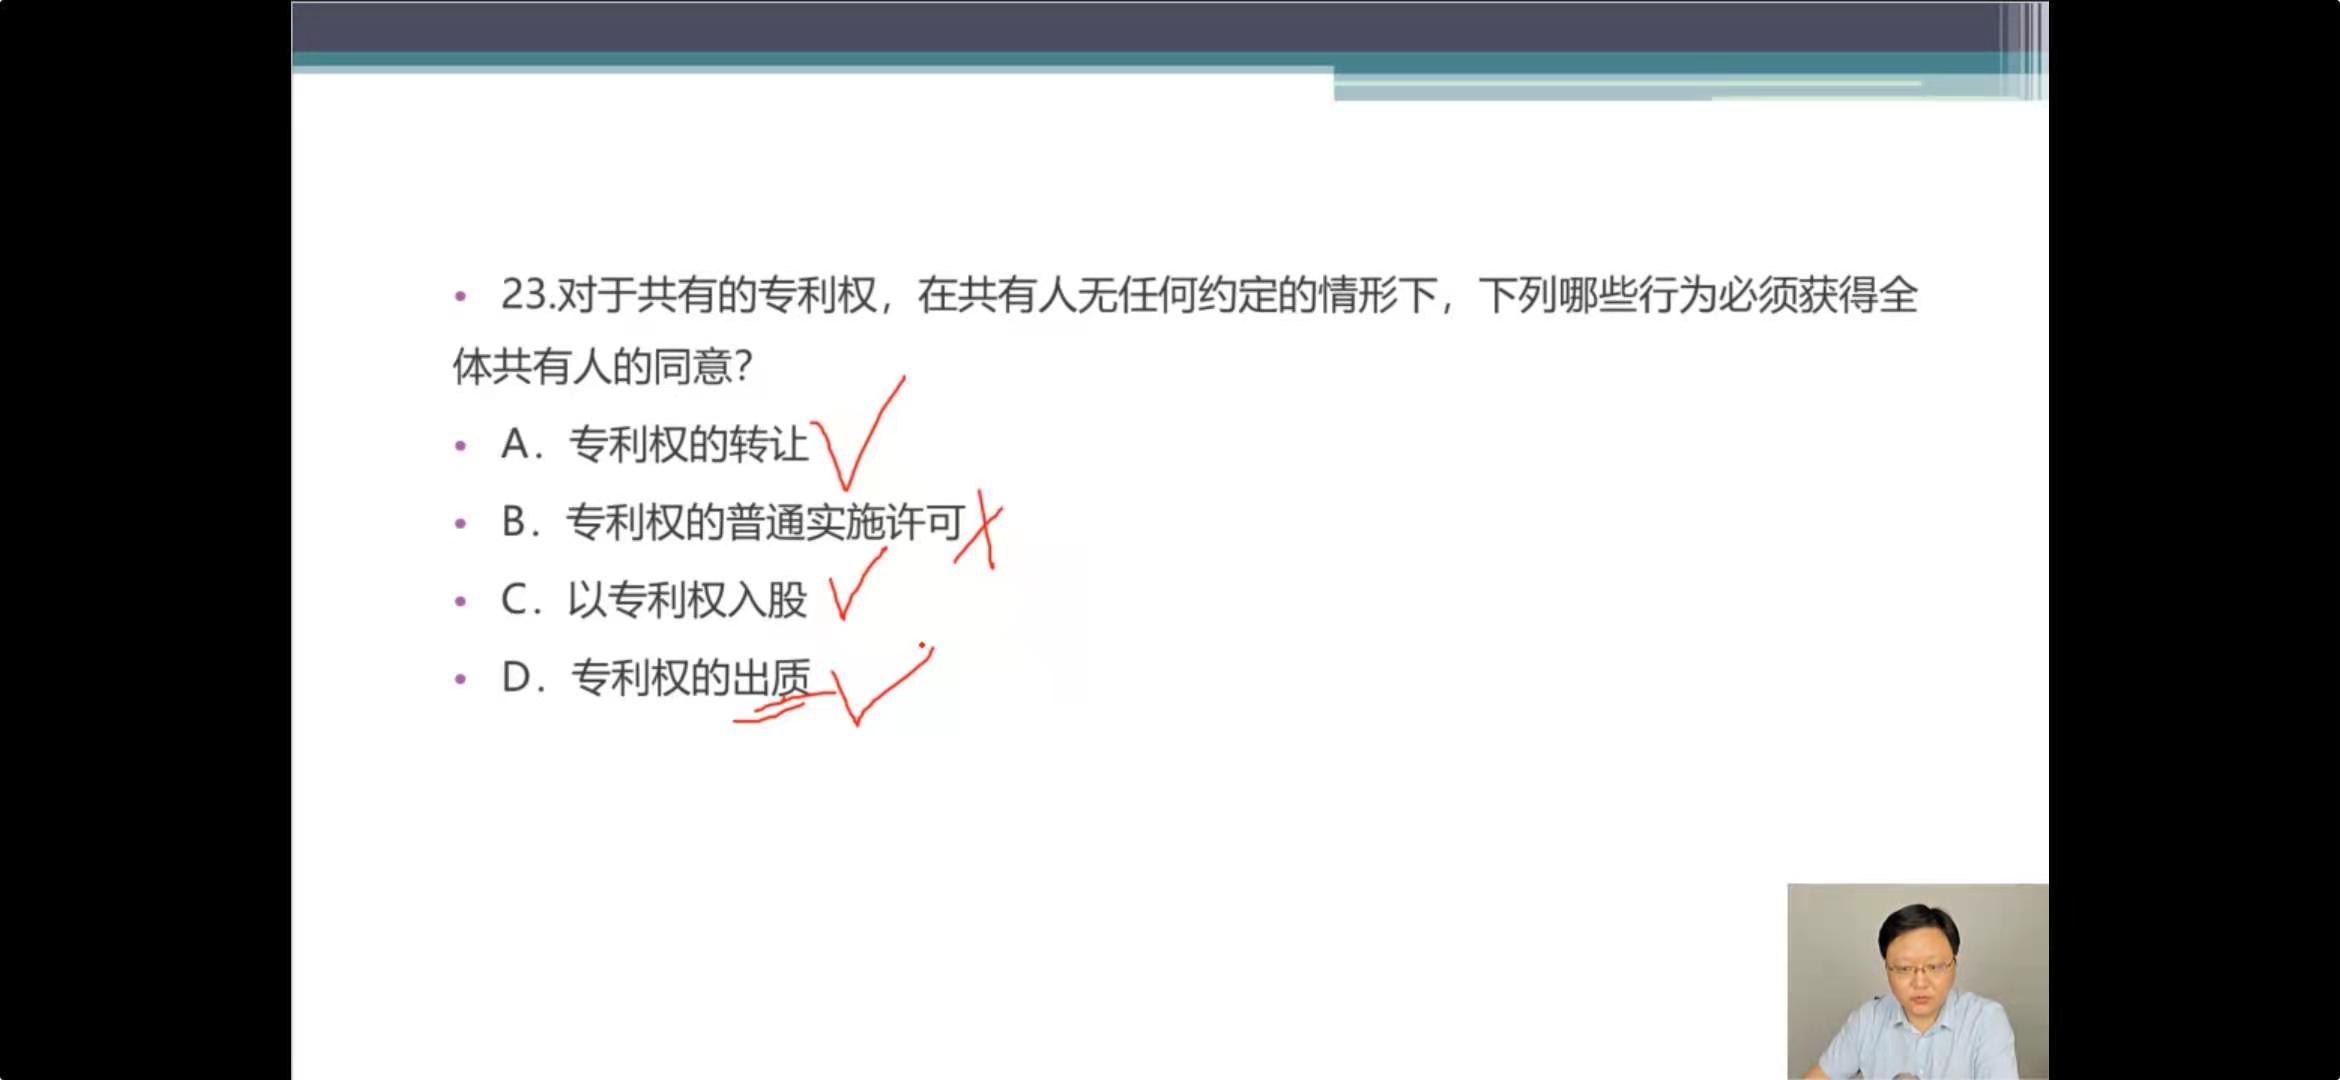 • 23.对于共有的专利权，在共有人无任何约定的情形下，下列哪些行为必须获得全
体共有人的同意？
• A．专利权的转让
• B．专利权的普通实施许可
• C．以专利权入股
• D．专利权的出质